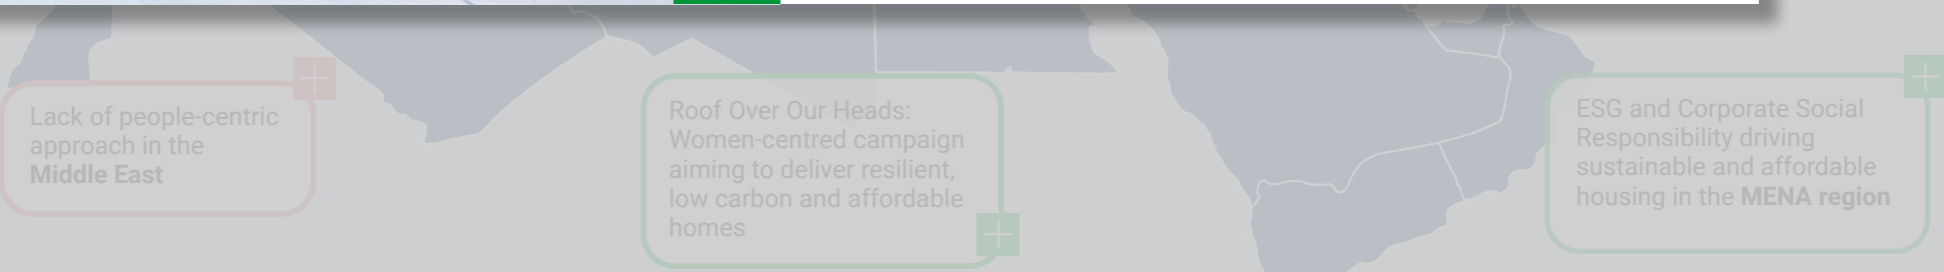 Lack of people-centric
approach in the
Middle East
Roof Over Our Heads:
Women-centred campaign
aiming to deliver resilient,
low carbon and affordable
homes
ESG and Corporate Social
Responsibility driving
sustainable and affordable
housing in the MENA region